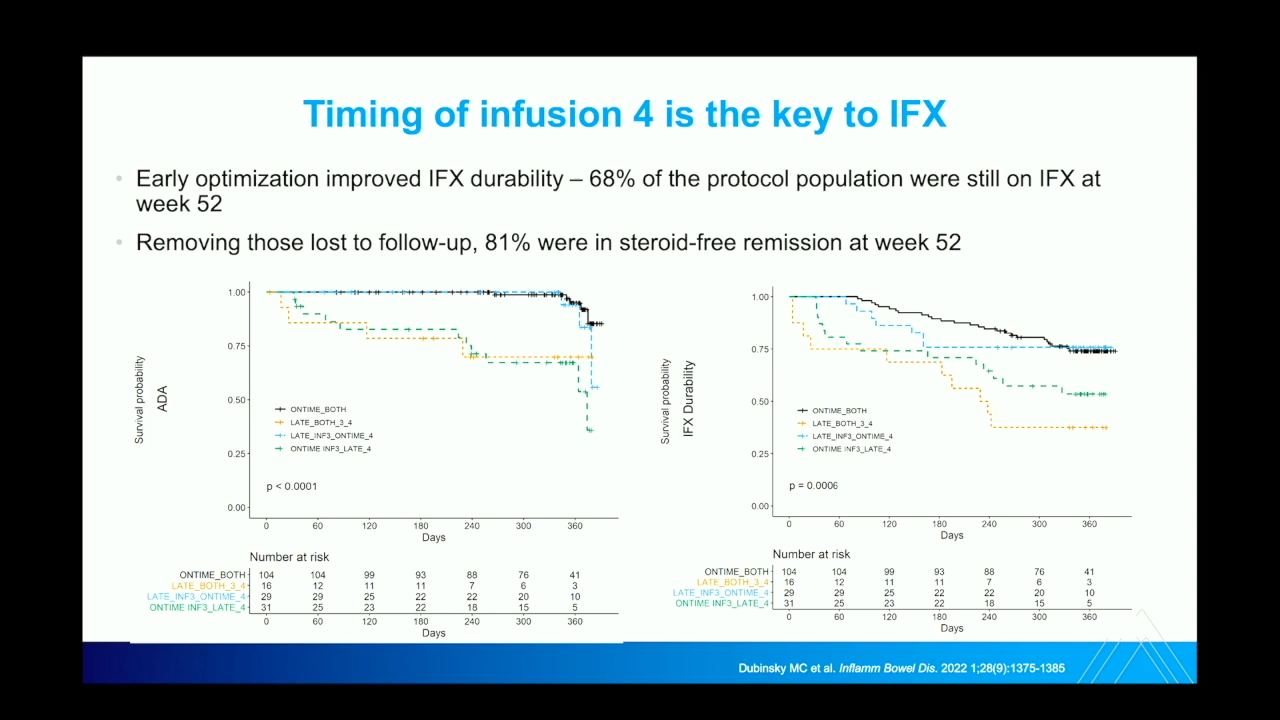 Timing of infusion 4 is the key to IFX
• Early optimization improved IFX durability – 68% of the protocol population were still on IFX at
week 52
• Removing those lost to follow-up, 81% were in steroid-free remission at week 52
Survival probability
ADA
1.00
0.75
0.50
0.25
0.00
ONTIME_BOTH
LATE_BOTH_3_4
LATE_INF3_ONTIME_4
ONTIME INF3_LATE_4
p < 0.0001
0 60 120 180 240 300 360
Days
Number at risk
ONTIME_BOTH 104 104 99 93 88 76 41
LATE_BOTH_3_4 16 12 11 11 7 6 3
LATE_INF3_ONTIME_4 29 29 25 22 22 20 10
ONTIME INF3_LATE_4 31 25 23 22 18 15 5
0 60 120 180 240 300 360
Days
Survival probability
IFX Durability
1.00
0.75
0.50
0.25
0.00
ONTIME_BOTH
LATE_BOTH_3_4
LATE_INF3_ONTIME_4
ONTIME INF3_LATE_4
p = 0.0006
0 60 120 180 240 300 360
Days
Number at risk
ONTIME_BOTH 104 104 99 93 88 76 41
LATE_BOTH_3_4 16 12 11 11 7 6 3
LATE_INF3_ONTIME_4 29 29 25 22 22 20 10
ONTIME INF3_LATE_4 31 25 23 22 18 15 5
0 60 120 180 240 300 360
Days
Dubinsky MC et al. Inflamm Bowel Dis. 2022 1;28(9):1375-1385